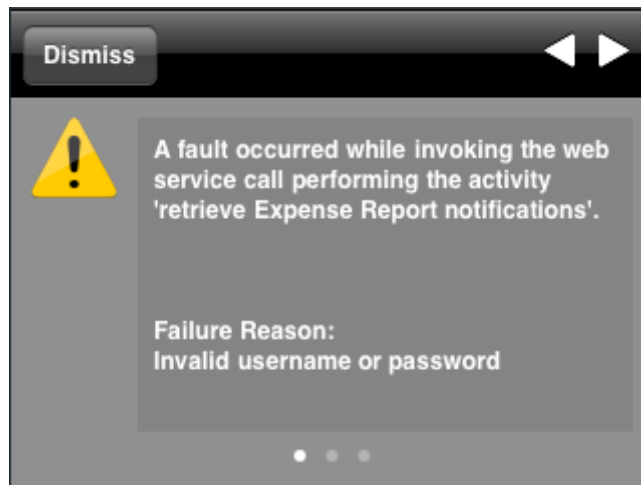 Dismiss
A fault occurred while invoking the web
service call performing the activity
'retrieve Expense Report notifications'.
Failure Reason:
Invalid username or password